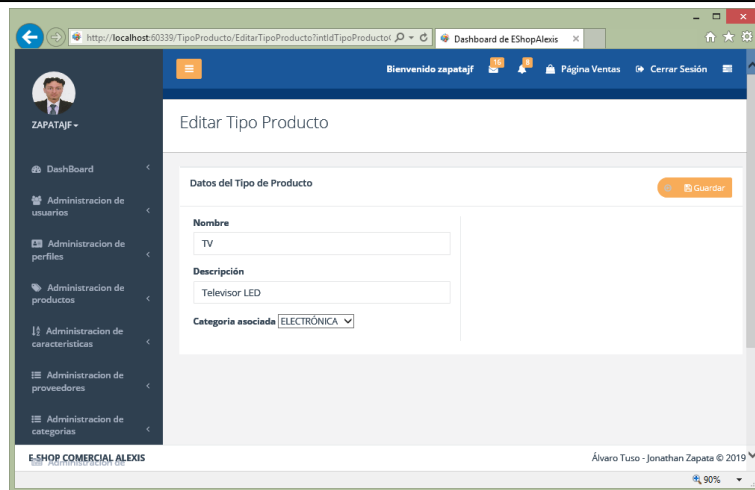 http://localhost:60339/TipoProducto/EditarTipoProducto?intIdTipoProducto
Dashboard de EShopAlexis
ZAPATAJF
Bienvenido zapatajf
16
8
Página Ventas
Cerrar Sesión
Editar Tipo Producto
DashBoard
Administracion de usuarios
Administracion de perfiles
Administracion de productos
Administracion de caracteristicas
Administracion de proveedores
Administracion de categorias
Administracion de
Datos del Tipo de Producto
Guardar
Nombre
TV
Descripción
Televisor LED
Categoria asociada ELECTRÓNICA
E-SHOP COMERCIAL ALEXIS
Álvaro Tuso - Jonathan Zapata © 2019
90%